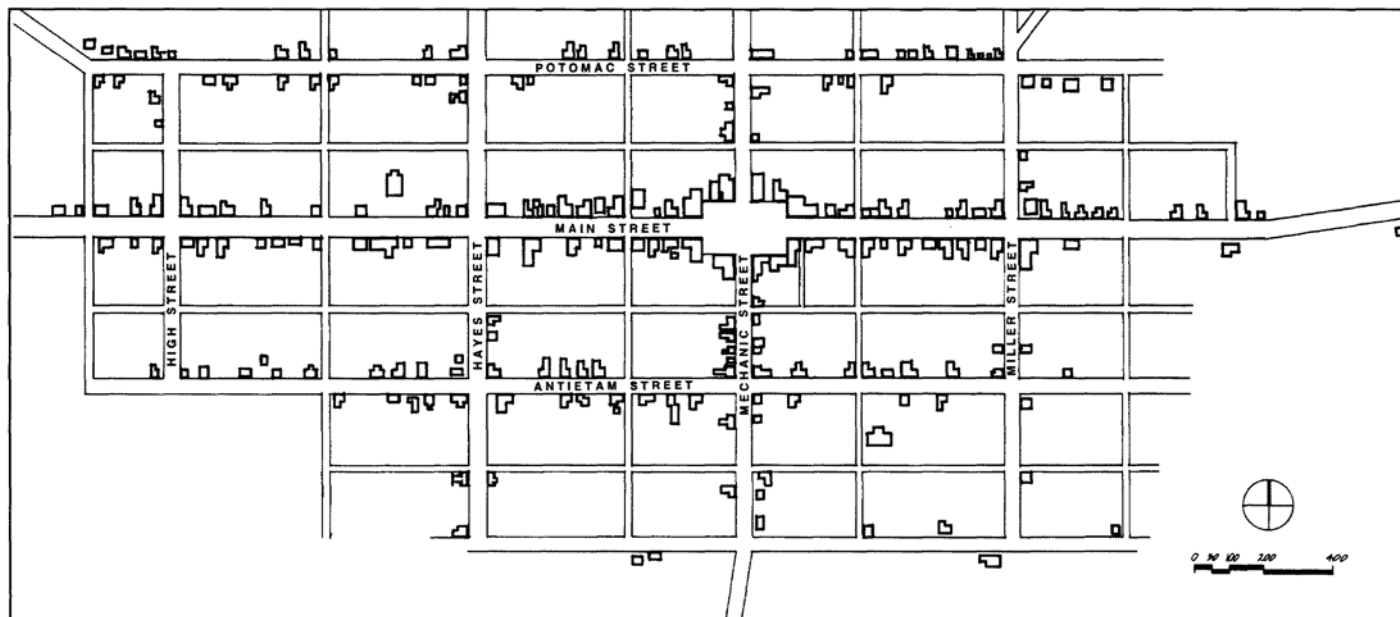 POTOMAC STREET
MAIN STREET
HIGH STREET
HAYES STREET
MECHANIC STREET
MILLER STREET
ANTIETAM STREET
0 50 100 200 400